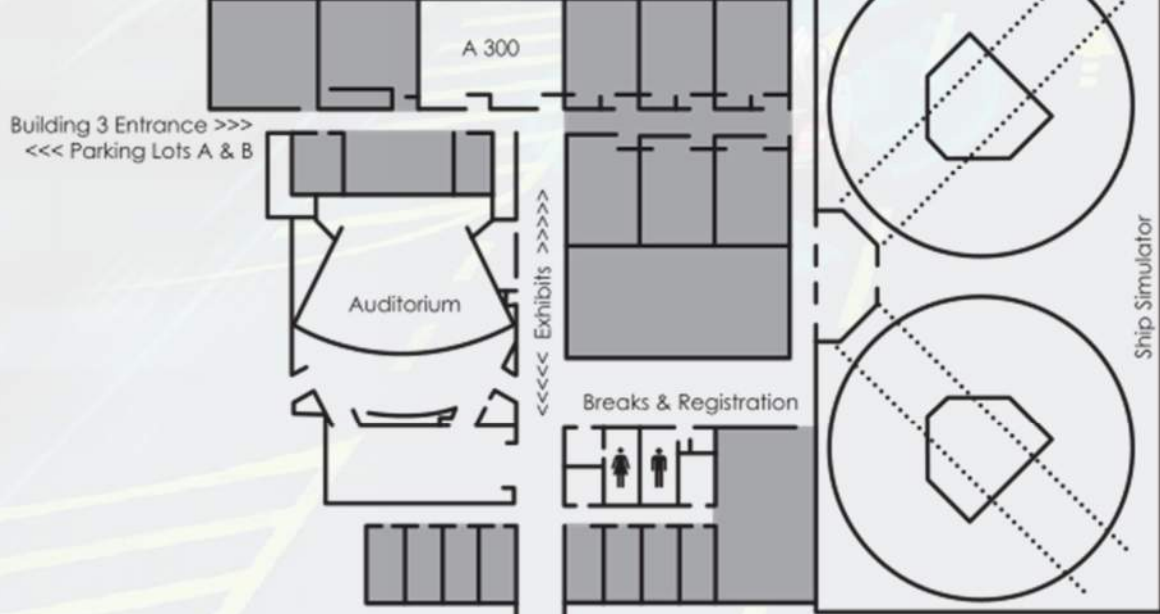 A 300
Building 3 Entrance >>>
<<< Parking Lots A & B
Auditorium
<<<<< Exhibits >>>>>
Breaks & Registration
Ship Simulator